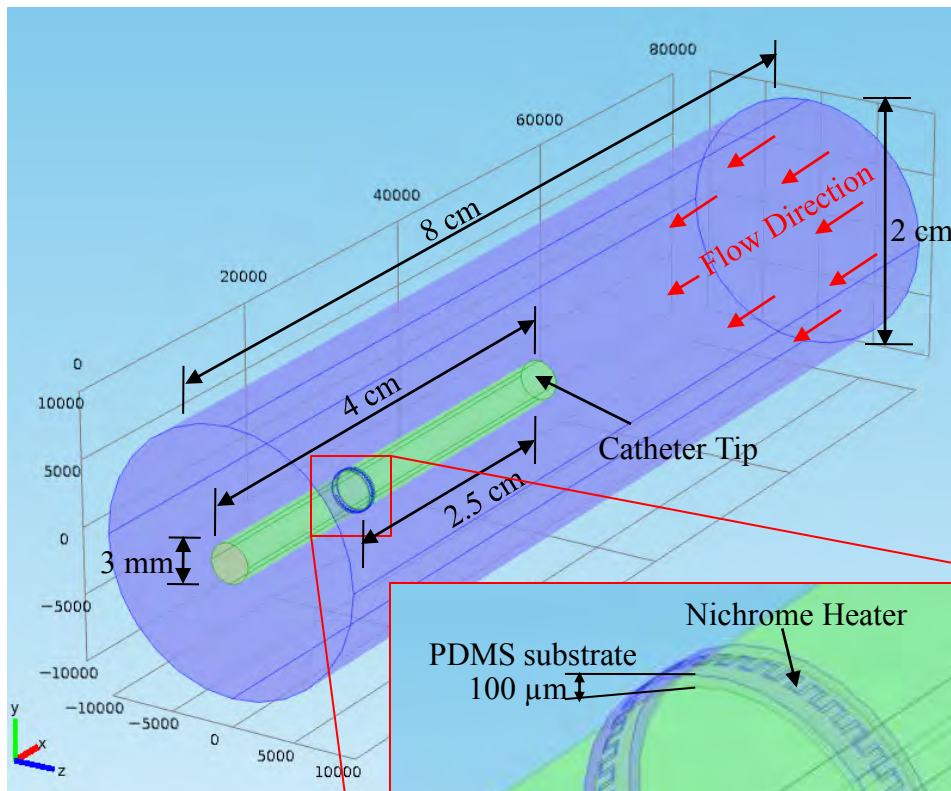 80000
60000
40000
20000
0
8 cm
Flow Direction
2 cm
10000
5000
0
−5000
−10000
4 cm
Catheter Tip
2.5 cm
3 mm
−10000
−5000
0
5000
10000
y
x
z
Nichrome Heater
PDMS substrate
100 µm